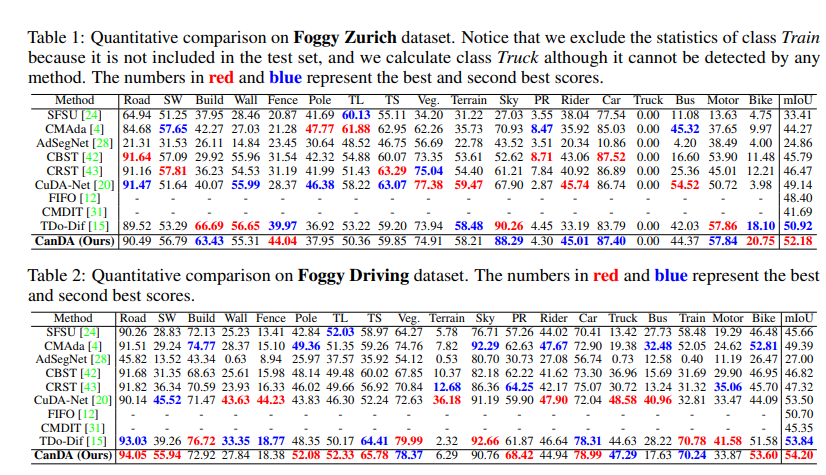 Table 1: Quantitative comparison on Foggy Zurich dataset. Notice that we exclude the statistics of class Train
because it is not included in the test set, and we calculate class Truck although it cannot be detected by any
method. The numbers in red and blue represent the best and second best scores.
Method Road SW Build Wall Fence Pole TL TS Veg. Terrain Sky PR Rider Car Truck Bus Motor Bike mIoU
SFSU [24] 64.94 51.25 37.95 28.46 20.87 41.69 60.13 55.11 34.20 31.22 27.03 3.55 38.04 77.54 0.00 11.08 13.63 4.75 33.41
CMAda [4] 84.68 57.65 42.27 27.03 21.28 47.77 61.88 62.95 62.26 35.73 70.93 8.47 35.92 85.03 0.00 45.32 37.65 9.97 44.27
AdSegNet [28] 21.31 31.53 26.11 14.84 23.45 30.64 48.52 46.75 56.69 22.78 43.52 3.51 20.34 10.86 0.00 4.20 38.49 4.00 24.86
CBST [42] 91.64 57.09 29.92 55.96 31.54 42.32 54.88 60.07 73.35 53.61 52.62 8.71 43.06 87.52 0.00 16.60 53.90 11.48 45.79
CRST [43] 91.16 57.81 36.23 54.53 31.19 41.99 51.43 63.29 75.04 54.40 61.21 7.84 40.92 86.89 0.00 25.36 45.01 12.21 46.47
CuDA-Net [20] 91.47 51.64 40.07 55.99 28.37 46.38 58.22 63.07 77.38 59.47 67.90 2.87 45.74 86.74 0.00 54.52 50.72 3.98 49.14
FIFO [12] - - - - - - - - - - - - - - - - - - 48.40
CMDIT [31] - - - - - - - - - - - - - - - - - - 41.69
TDo-Dif [15] 89.52 53.29 66.69 56.65 39.97 36.92 53.22 59.20 73.94 58.48 90.26 4.45 33.19 83.79 0.00 42.03 57.86 18.10 50.92
CanDA (Ours) 90.49 56.79 63.43 55.31 44.04 37.95 50.36 59.85 74.91 58.21 88.29 4.30 45.01 87.40 0.00 44.37 57.84 20.75 52.18
Table 2: Quantitative comparison on Foggy Driving dataset. The numbers in red and blue represent the best
and second best scores.
Method Road SW Build Wall Fence Pole TL TS Veg. Terrain Sky PR Rider Car Truck Bus Train Motor Bike mIoU
SFSU [24] 90.26 28.83 72.13 25.23 13.41 42.84 52.03 58.97 64.27 5.78 76.71 57.26 44.02 70.41 13.42 27.73 58.48 19.29 46.48 45.66
CMAda [4] 91.51 29.24 74.77 28.37 15.10 49.36 51.35 59.26 74.76 7.82 92.29 62.63 47.67 72.90 19.38 32.48 52.05 24.62 52.81 49.39
AdSegNet [28] 45.82 13.52 43.34 0.63 8.94 25.97 37.57 35.92 54.12 0.53 80.70 30.73 27.08 56.74 0.73 12.58 0.40 11.19 26.47 27.00
CBST [42] 91.68 31.35 68.63 25.61 15.98 48.14 49.48 60.02 67.85 10.37 82.18 62.22 41.62 73.30 36.96 15.69 31.69 29.90 46.95 46.82
CRST [43] 91.82 36.34 70.59 23.93 16.33 46.02 49.66 56.92 70.84 12.68 86.36 64.25 42.17 75.07 30.72 13.24 31.32 35.06 45.70 47.32
CuDA-Net [20] 90.14 45.52 71.47 43.63 44.23 43.83 46.30 52.24 72.63 36.18 91.19 59.90 47.90 72.04 48.58 40.96 32.81 33.47 44.09 53.50
FIFO [12] - - - - - - - - - - - - - - - - - - - 50.70
CMDIT [31] - - - - - - - - - - - - - - - - - - - 45.35
TDo-Dif [15] 93.03 39.26 76.72 33.35 18.77 48.35 50.17 64.41 79.99 2.32 92.66 61.87 46.64 78.31 44.63 28.22 70.78 41.58 51.58 53.84
CanDA (Ours) 94.05 55.94 72.92 27.84 18.38 52.08 52.33 65.78 78.37 6.29 90.76 68.42 44.94 78.99 47.29 17.63 70.24 33.87 53.60 54.20